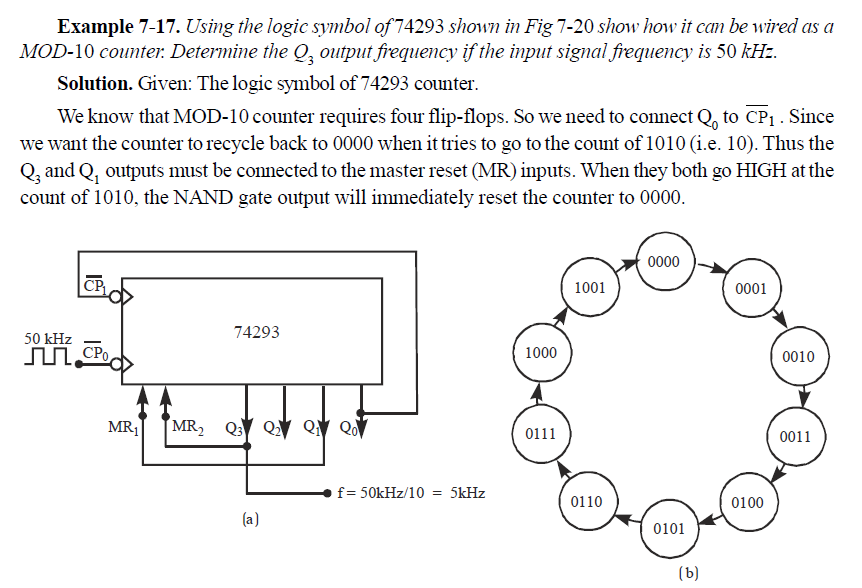 Example 7-17. Using the logic symbol of 74293 shown in Fig 7-20 show how it can be wired as a
MOD-10 counter. Determine the Q3 output frequency if the input signal frequency is 50 kHz.
Solution. Given: The logic symbol of 74293 counter.
We know that MOD-10 counter requires four flip-flops. So we need to connect Q0 to C̅P̅1 . Since
we want the counter to recycle back to 0000 when it tries to go to the count of 1010 (i.e. 10). Thus the
Q3 and Q1 outputs must be connected to the master reset (MR) inputs. When they both go HIGH at the
count of 1010, the NAND gate output will immediately reset the counter to 0000.
C̅P̅1
74293
50 kHz
C̅P̅0
MR1 MR2 Q3 Q2 Q1 Q0
f = 50kHz/10 = 5kHz
(a)
0000
1001
0001
1000
0010
0111
0011
0110
0100
0101
(b)